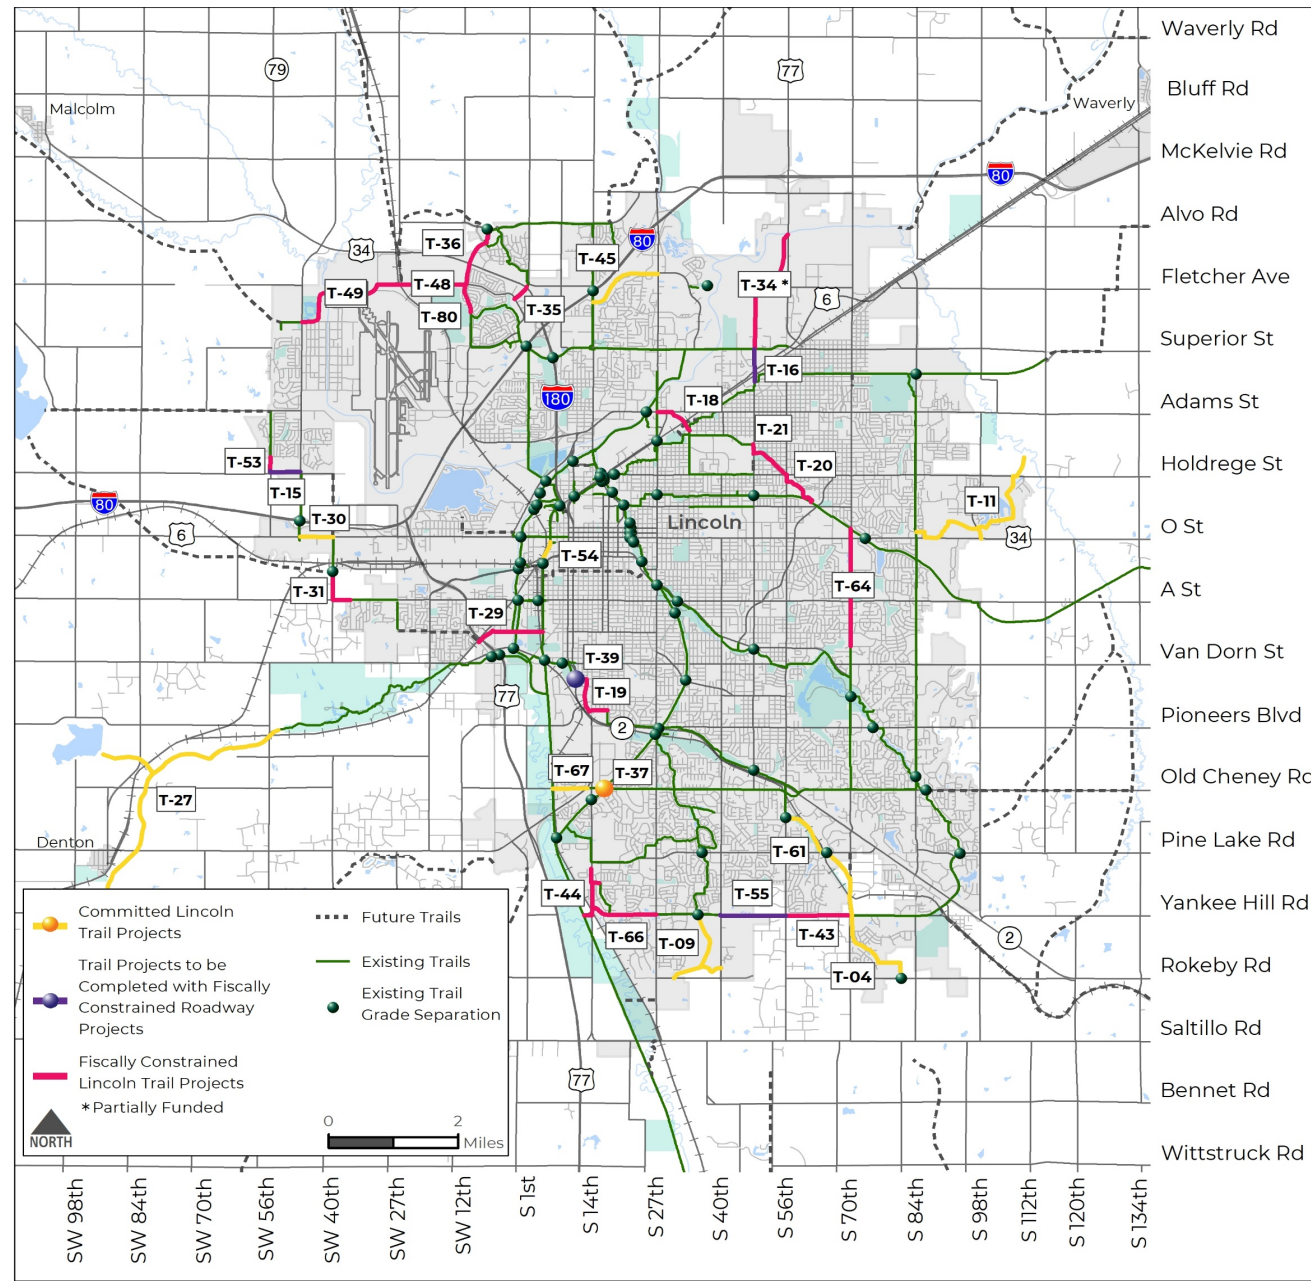 Waverly Rd
79
77
Bluff Rd
Malcolm
Waverly
McKelvie Rd
80
Alvo Rd
T-36
34
80
T-45
Fletcher Ave
T-49
T-48
T-34 *
6
T-80
T-35
Superior St
T-16
180
T-18
Adams St
T-21
T-53
T-20
Holdrege St
T-15
80
T-11
T-30
Lincoln
O St
6
34
T-54
T-31
T-64
A St
T-29
T-39
Van Dorn St
77
T-19
2
Pioneers Blvd
T-67
T-37
Old Cheney Rd
T-27
Denton
T-61
Pine Lake Rd
T-44
T-55
Yankee Hill Rd
T-66
T-09
T-43
2
T-04
Rokeby Rd
Saltillo Rd
77
Bennet Rd
Wittstruck Rd
Committed Lincoln
Trail Projects
Trail Projects to be
Completed with Fiscally
Constrained Roadway
Projects
Fiscally Constrained
Lincoln Trail Projects
*Partially Funded
Future Trails
Existing Trails
Existing Trail
Grade Separation
NORTH
0 2
Miles
SW 98th
SW 84th
SW 70th
SW 56th
SW 40th
SW 27th
SW 12th
S 1st
S 14th
S 27th
S 40th
S 56th
S 70th
S 84th
S 98th
S 112th
S 120th
S 134th